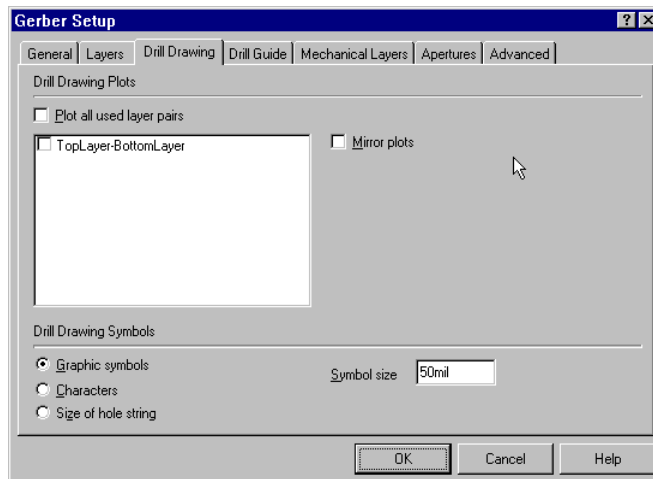 Gerber Setup
General Layers Drill Drawing Drill Guide Mechanical Layers Apertures Advanced
Drill Drawing Plots
Plot all used layer pairs
TopLayer-BottomLayer
Mirror plots
Drill Drawing Symbols
Graphic symbols
Characters
Size of hole string
Symbol size 50mil
OK Cancel Help